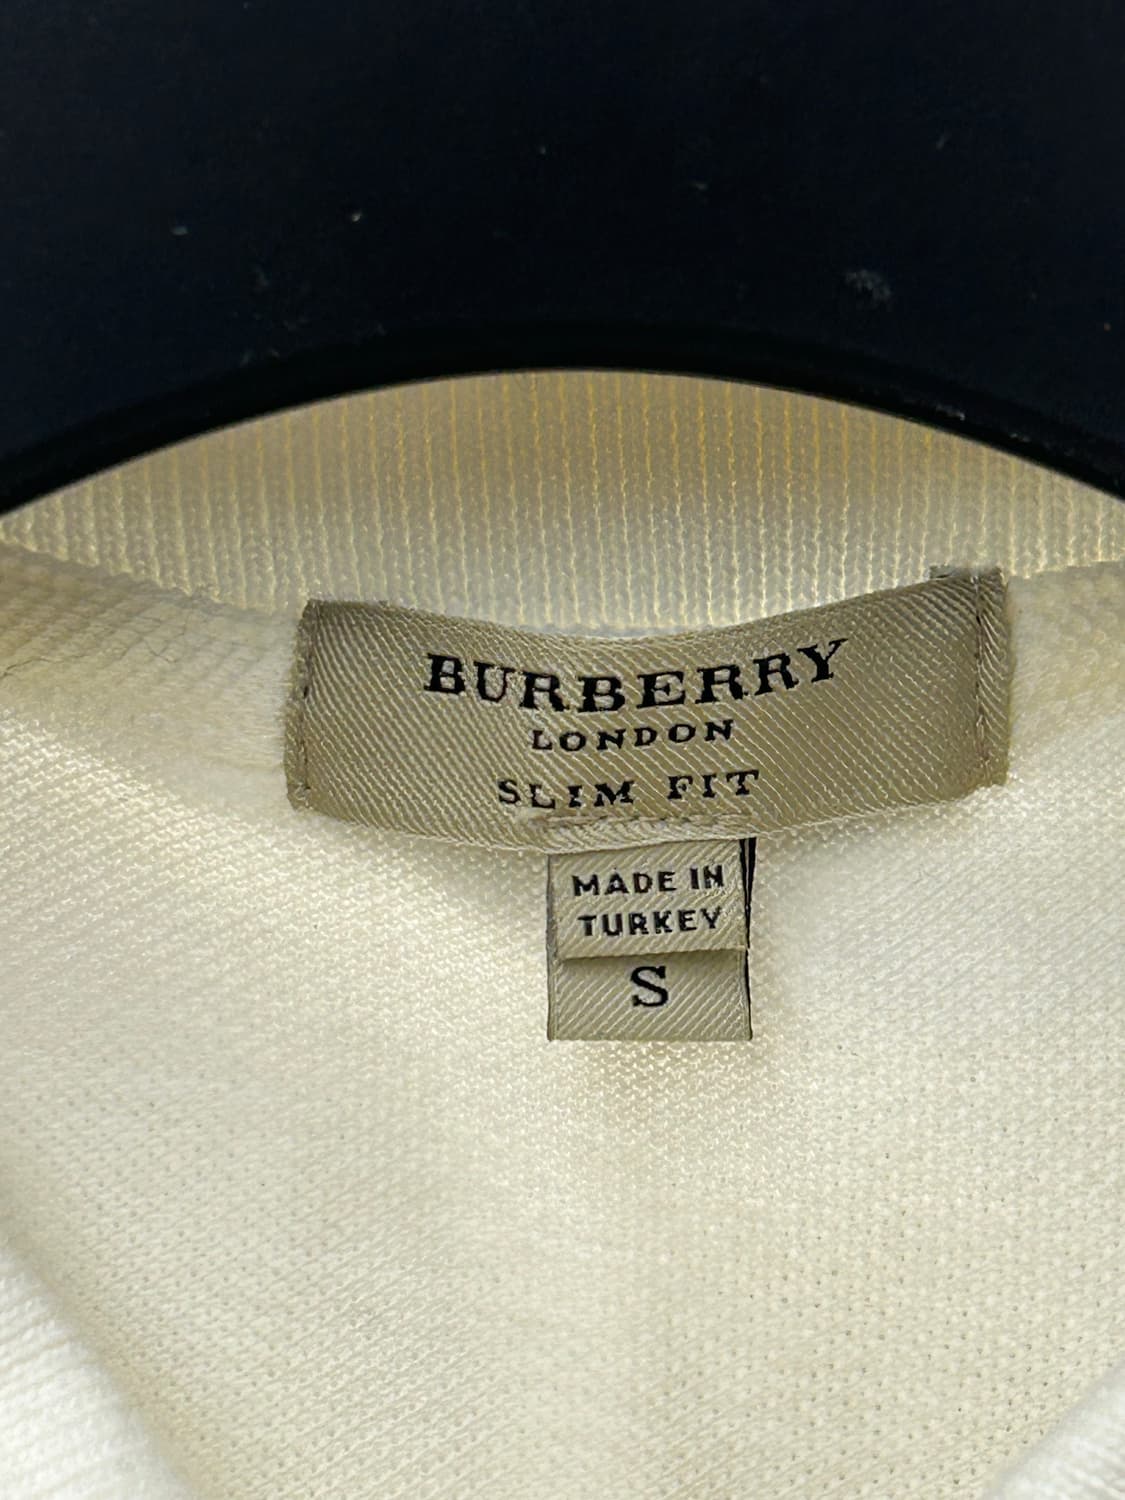 BURBERRY
LONDON
SLIM FIT
MADE IN
TURKEY
S